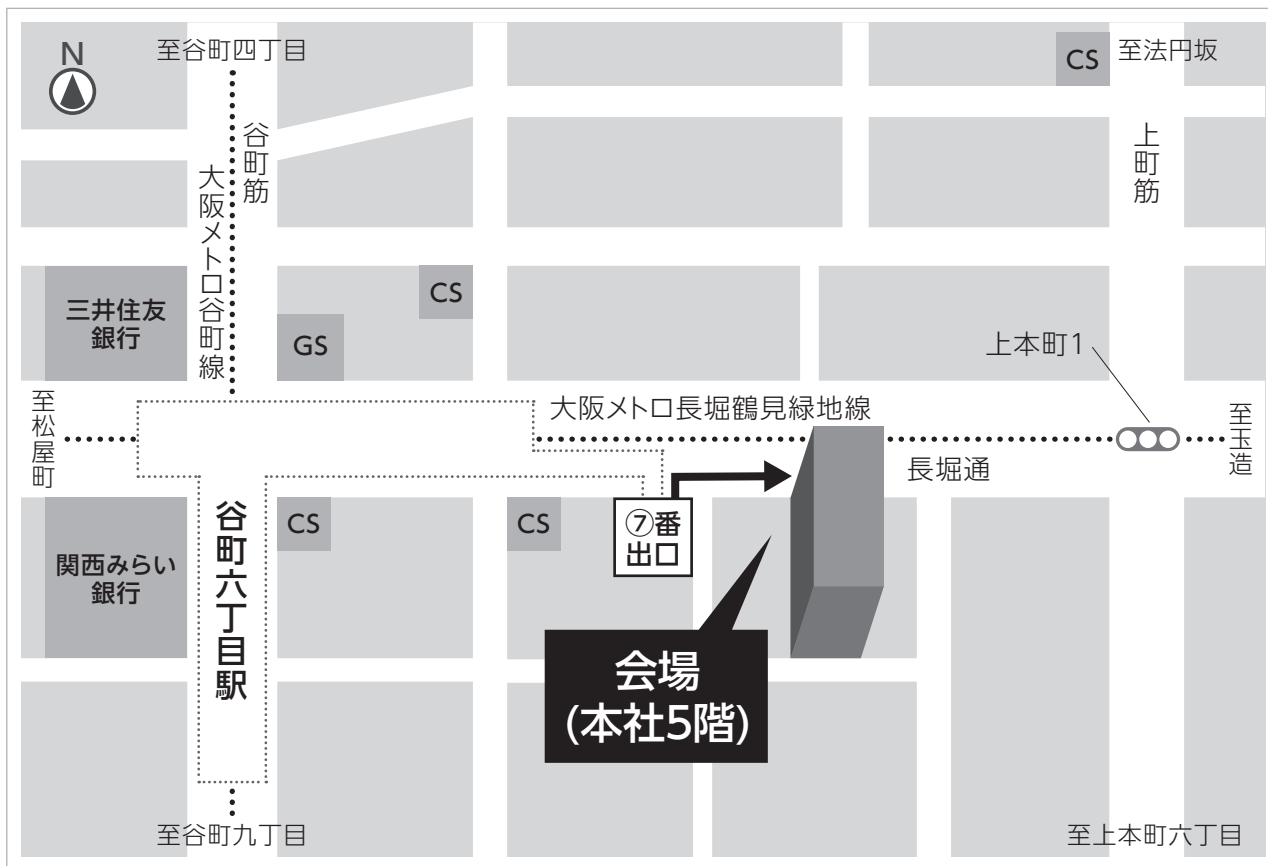 N
至谷町四丁目
CS
至法円坂
谷町筋
上町筋
大阪メトロ谷町線
三井住友
銀行
CS
GS
上本町1
至松屋町
大阪メトロ長堀鶴見緑地線
至玉造
長堀通
関西みらい
銀行
谷町六丁目駅
CS
CS
⑦番
出口
会場
(本社5階)
至谷町九丁目
至上本町六丁目